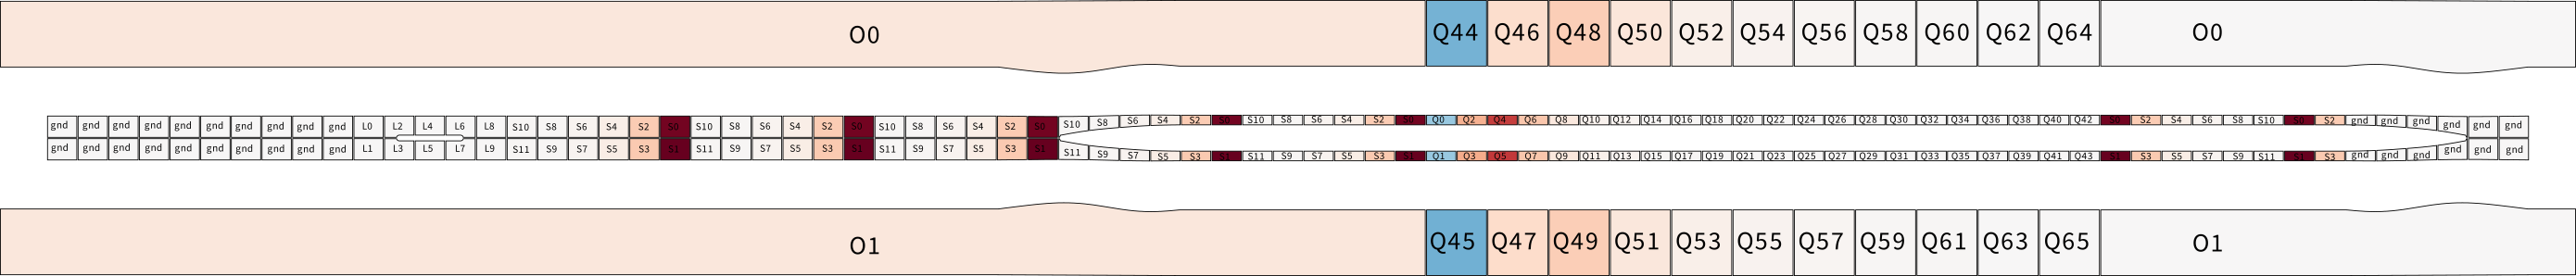 O0 Q44 Q46 Q48 Q50 Q52 Q54 Q56 Q58 Q60 Q62 Q64 O0
gnd gnd gnd gnd gnd gnd gnd gnd gnd gnd L0 L2 L4 L6 L8 S10 S8 S6 S4 S2 S0 S10 S8 S6 S4 S2 S0 S10 S8 S6 S4 S2 S0 S10 S8 S6 S4 S2 S0 S10 S8 S6 S4 S2 S0 Q0 Q2 Q4 Q6 Q8 Q10 Q12 Q14 Q16 Q18 Q20 Q22 Q24 Q26 Q28 Q30 Q32 Q34 Q36 Q38 Q40 Q42 S0 S2 S4 S6 S8 S10 S0 S2 gnd gnd gnd gnd gnd gnd
gnd gnd gnd gnd gnd gnd gnd gnd gnd gnd L1 L3 L5 L7 L9 S11 S9 S7 S5 S3 S1 S11 S9 S7 S5 S3 S1 S11 S9 S7 S5 S3 S1 S11 S9 S7 S5 S3 S1 S11 S9 S7 S5 S3 S1 Q1 Q3 Q5 Q7 Q9 Q11 Q13 Q15 Q17 Q19 Q21 Q23 Q25 Q27 Q29 Q31 Q33 Q35 Q37 Q39 Q41 Q43 S1 S3 S5 S7 S9 S11 S1 S3 gnd gnd gnd gnd gnd gnd
O1 Q45 Q47 Q49 Q51 Q53 Q55 Q57 Q59 Q61 Q63 Q65 O1